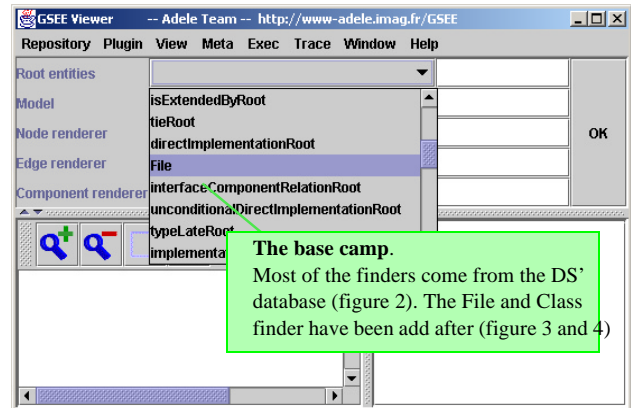 GSEE Viewer -- Adele Team -- http://www-adele.imag.fr/GSEE
Repository Plugin View Meta Exec Trace Window Help
Root entities
Model
Node renderer
Edge renderer
Component renderer
OK
isExtendedByRoot
tieRoot
directImplementationRoot
File
interfaceComponentRelationRoot
unconditionalDirectImplementationRoot
typeLateRoot
implementa
The base camp.
Most of the finders come from the DS’
database (figure 2). The File and Class
finder have been add after (figure 3 and 4)